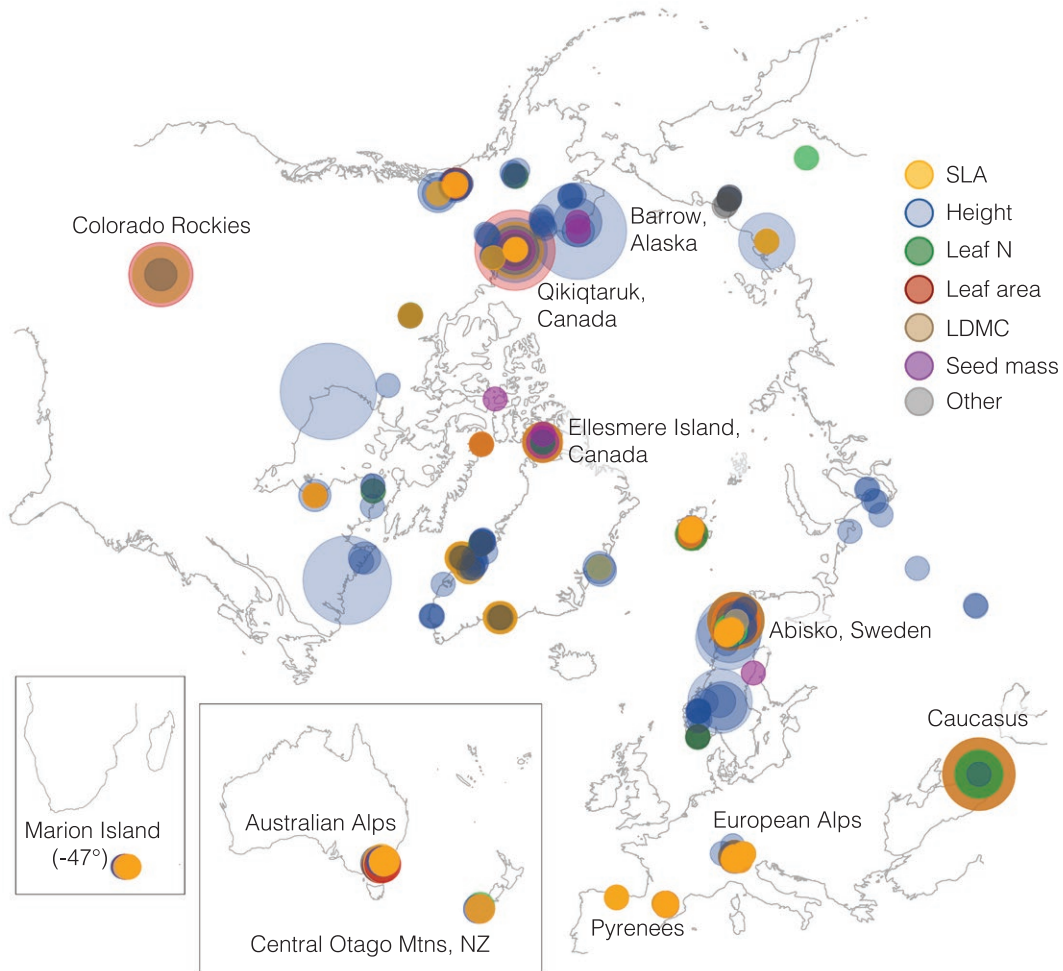 SLA
Height
Leaf N
Leaf area
LDMC
Seed mass
Other
Colorado Rockies
Barrow,
Alaska
Qikiqtaruk,
Canada
Ellesmere Island,
Canada
Abisko, Sweden
Caucasus
European Alps
Pyrenees
Marion Island
(-47°)
Australian Alps
Central Otago Mtns, NZ